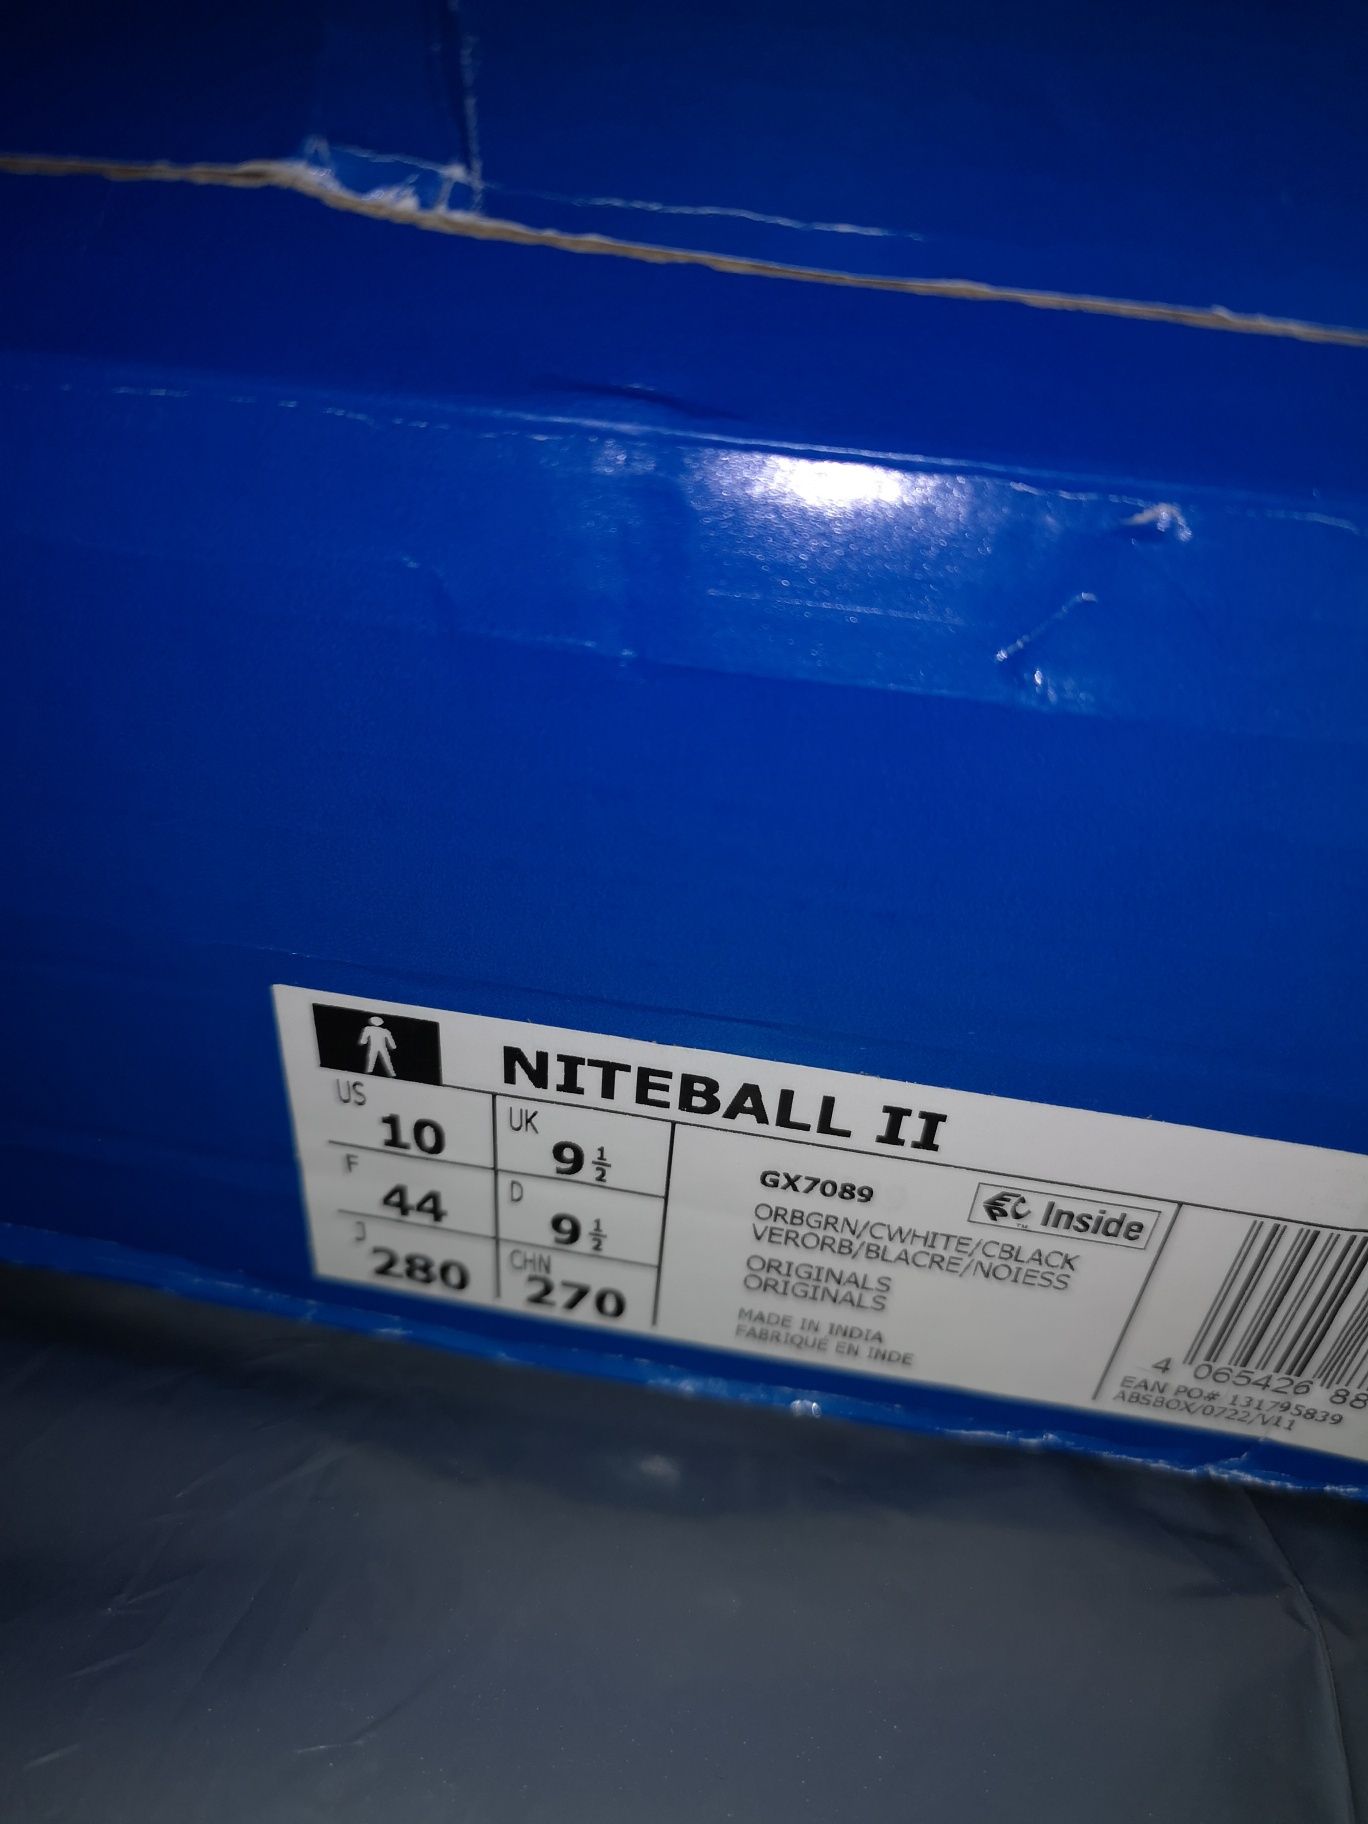 NITEBALL II
US 10 UK 9 1/2
F 44 D 9 1/2
J 280 CHN 270
GX7089
EPC Inside
ORBGRN/CWHITE/CBLACK
VERORB/BLACRE/NOIESS
ORIGINALS
ORIGINALS
MADE IN INDIA
FABRIQUÉ EN INDE
4 065426 88
EAN PO# 131795839
ABSBOX/0722/V11